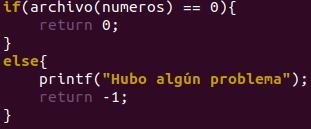 if(archivo(numeros) == 0){
    return 0;
}
else{
    printf("Hubo algún problema");
    return -1;
}